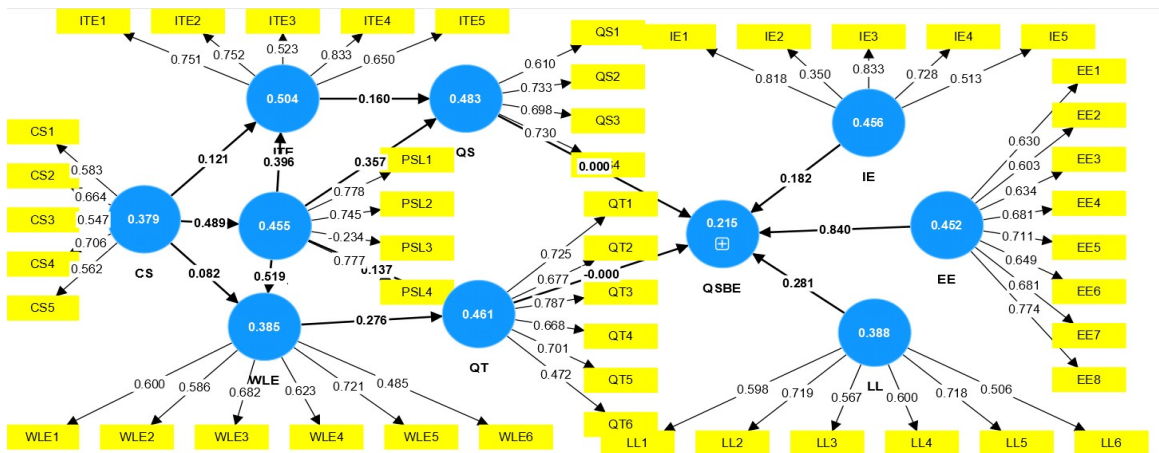 ITE1 ITE2 ITE3 ITE4 ITE5
QS1 IE1 IE2 IE3 IE4 IE5
0.751 0.752 0.523 0.833 0.650
0.610 0.818 0.350 0.833 0.728 0.513
QS2 EE1
0.504 0.160 0.483 0.733
0.698 QS3 0.456 EE2
0.730 0.630
CS1 ITE QS 0.603 EE3
0.121 0.396 0.357 PSL1 0.000 4 IE 0.634
0.583 0.778 0.182 0.681 EE4
CS2 0.664 PSL2 QT1
CS3 0.547 0.379 0.489 0.455 0.745 0.215 0.840 0.452 0.711
0.706 -0.234 PSL3 0.725 QT2 EE5
CS4 0.562 CS 0.082 0.519 0.777 0.137 0.677 -0.000 QSBE 0.281 EE 0.649
PSL4 0.787 QT3 0.681 EE6
CS5 0.774
0.385 0.276 0.461 0.668 QT4 0.388 EE7
0.701
WLE QT 0.472 QT5 LL EE8
0.600 0.586 0.682 0.623 0.721 0.485
0.598 0.719 0.567 0.600 0.718 0.506
QT6
WLE1 WLE2 WLE3 WLE4 WLE5 WLE6
LL1 LL2 LL3 LL4 LL5 LL6